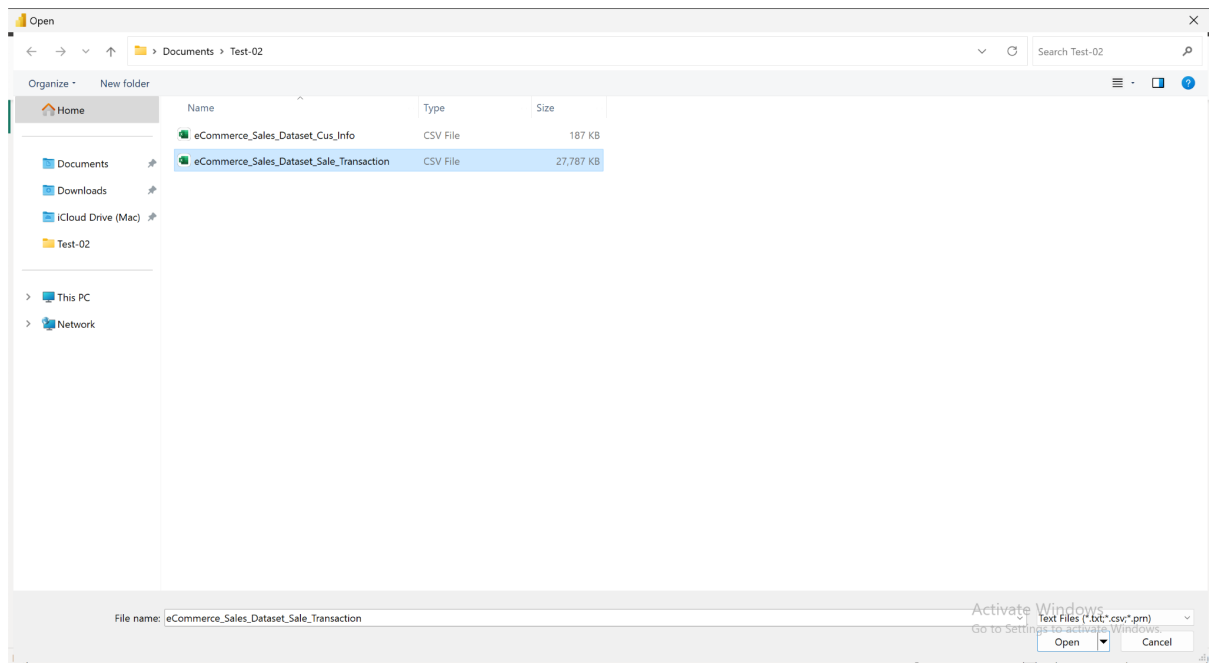 Open
Documents > Test-02
Search Test-02
Organize
New folder
Home
Name
Type
Size
eCommerce_Sales_Dataset_Cus_Info
CSV File
187 KB
Documents
eCommerce_Sales_Dataset_Sale_Transaction
CSV File
27,787 KB
Downloads
iCloud Drive (Mac)
Test-02
This PC
Network
File name: eCommerce_Sales_Dataset_Sale_Transaction
Activate Windows
Text Files (*.txt;*.csv;*.prn)
Go to Settings to activate Windows.
Open
Cancel